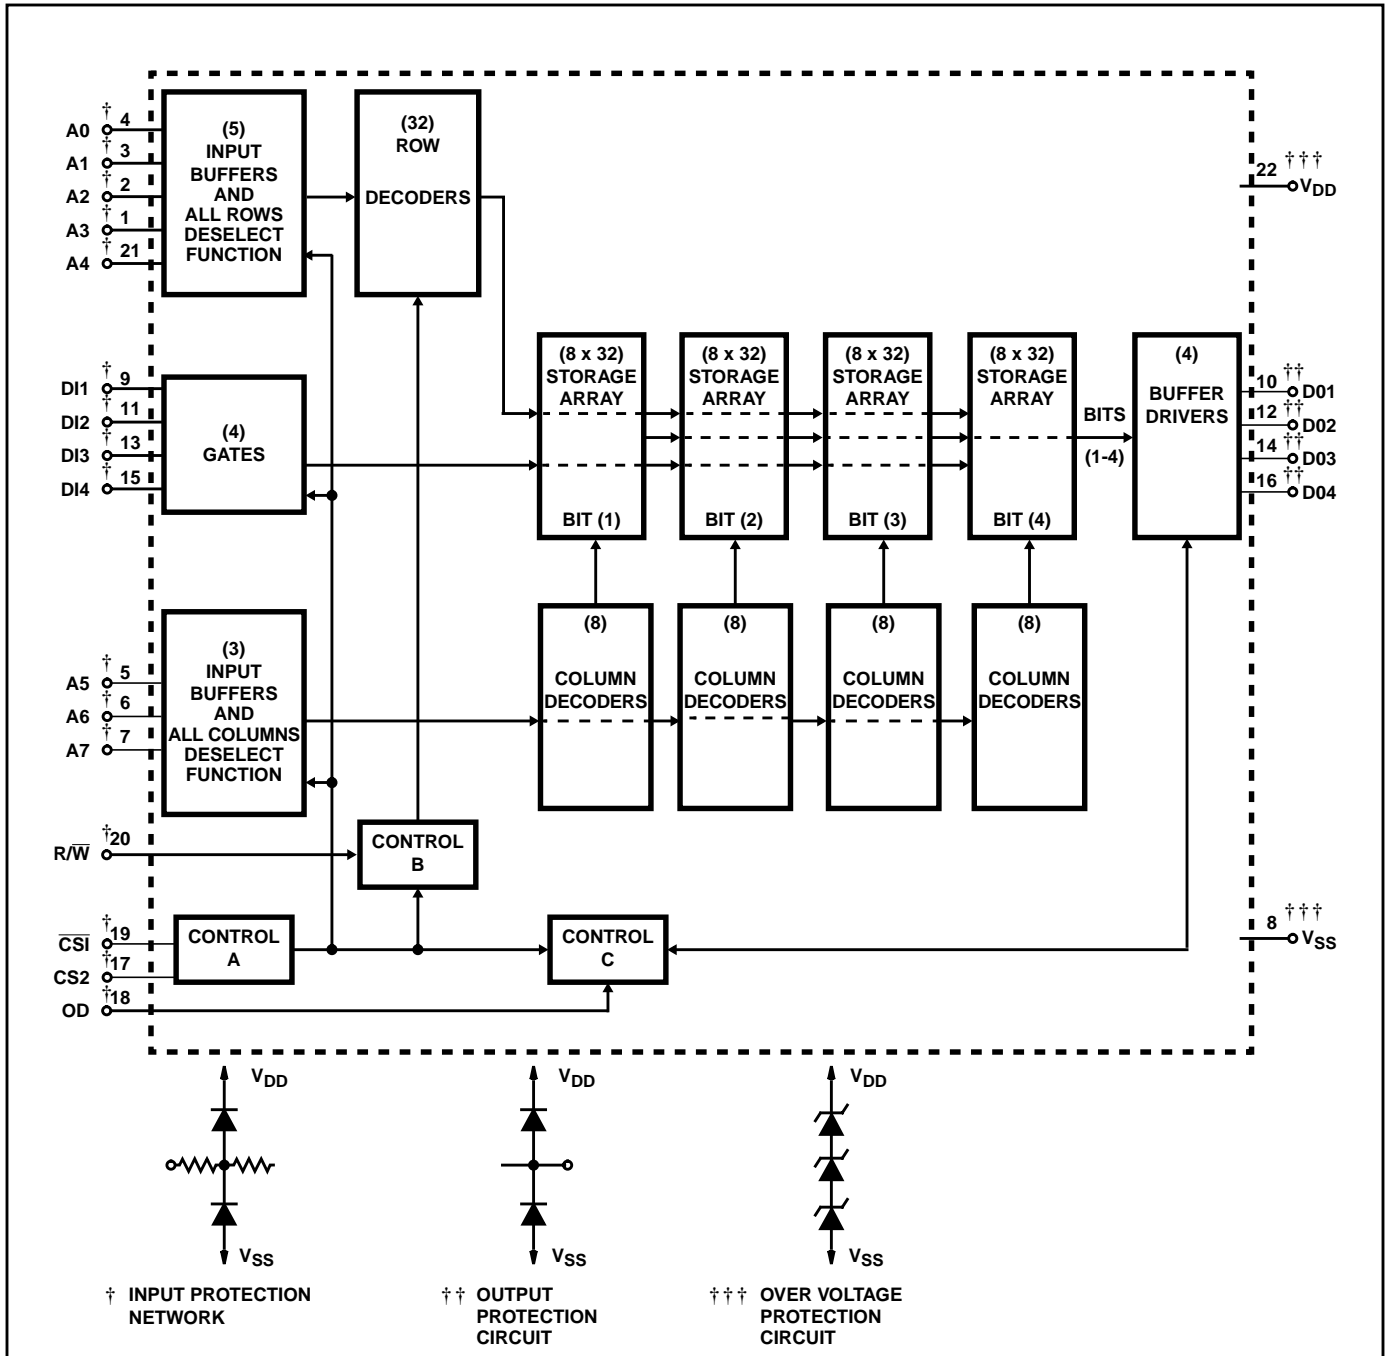 A0 † 4
A1 † 3
A2 † 2
A3 † 1
A4 † 21
(5)
INPUT
BUFFERS
AND
ALL ROWS
DESELECT
FUNCTION
(32)
ROW
DECODERS
22 †††
VDD
DI1 † 9
DI2 † 11
DI3 † 13
DI4 † 15
(4)
GATES
(8 x 32)
STORAGE
ARRAY
BIT (1)
(8 x 32)
STORAGE
ARRAY
BIT (2)
(8 x 32)
STORAGE
ARRAY
BIT (3)
(8 x 32)
STORAGE
ARRAY
BIT (4)
BITS
(1-4)
(4)
BUFFER
DRIVERS
10 †† D01
12 †† D02
14 †† D03
16 †† D04
A5 † 5
A6 † 6
A7 † 7
(3)
INPUT
BUFFERS
AND
ALL COLUMNS
DESELECT
FUNCTION
(8)
COLUMN
DECODERS
(8)
COLUMN
DECODERS
(8)
COLUMN
DECODERS
(8)
COLUMN
DECODERS
R/W̅ † 20
CONTROL
B
C̅S̅I̅ † 19
CS2 † 17
OD † 18
CONTROL
A
CONTROL
C
8 †††
VSS
VDD
VSS
† INPUT PROTECTION
NETWORK
VDD
VSS
†† OUTPUT
PROTECTION
CIRCUIT
VDD
VSS
††† OVER VOLTAGE
PROTECTION
CIRCUIT